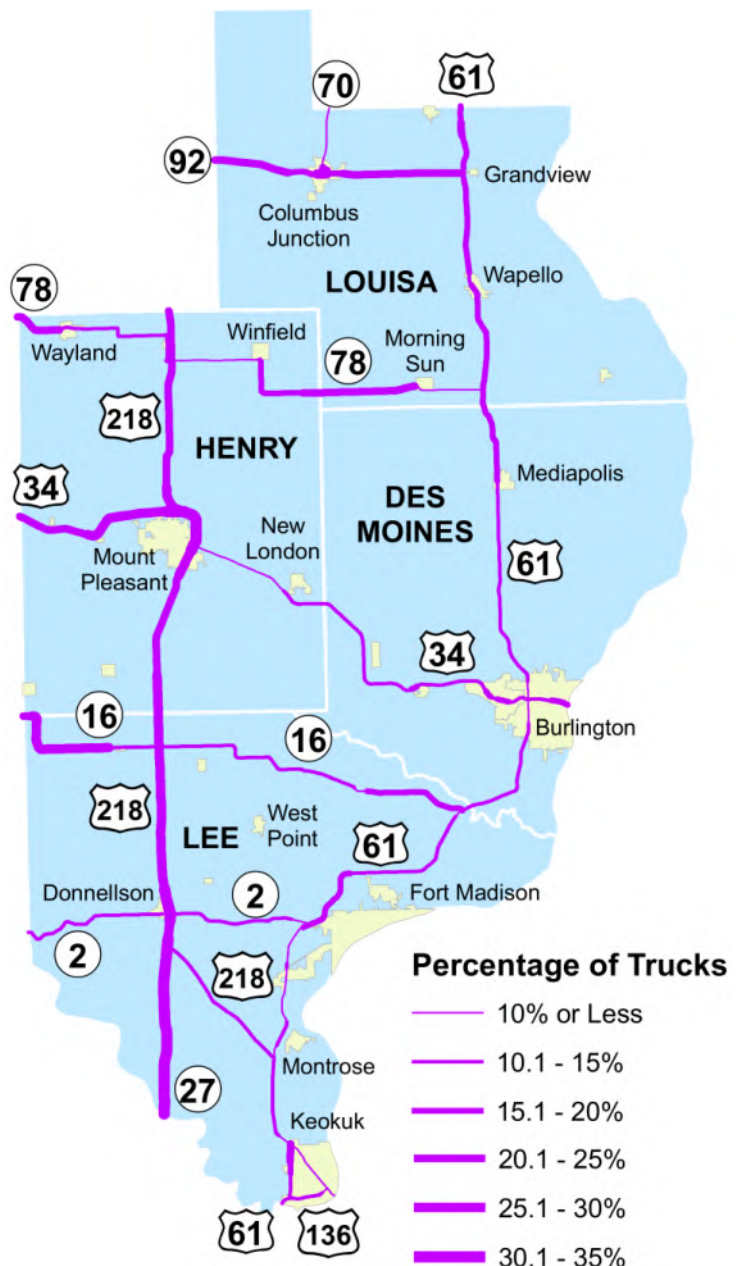 70
61
92
Grandview
Columbus
Junction
LOUISA
Wapello
78
Wayland
Winfield
Morning
Sun
78
218
HENRY
34
Mediapolis
DES
MOINES
New
London
Mount
Pleasant
61
34
16
16
Burlington
218
West
Point
LEE
61
Donnellson
2
Fort Madison
2
218
Percentage of Trucks
10% or Less
Montrose
10.1 - 15%
27
15.1 - 20%
Keokuk
20.1 - 25%
61
136
25.1 - 30%
30.1 - 35%